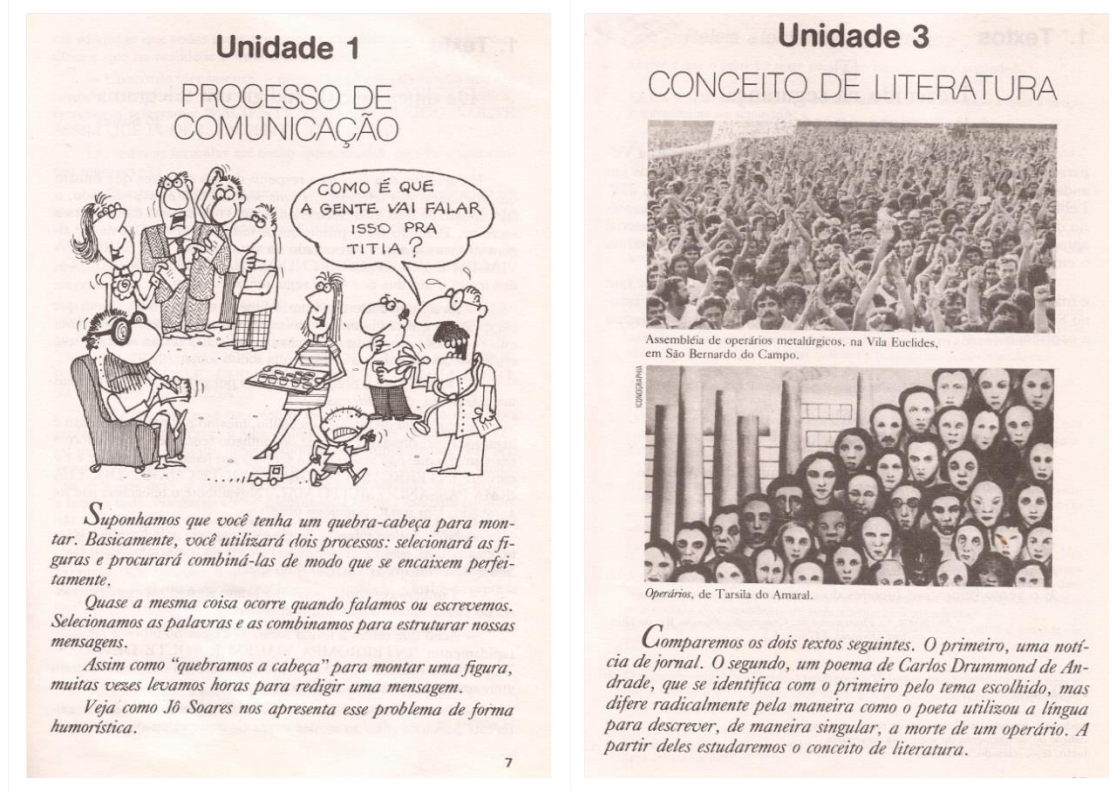 Unidade 1
PROCESSO DE
COMUNICAÇÃO
COMO É QUE
A GENTE VAI FALAR
ISSO PRA
TITIA?
Suponhamos que você tenha um quebra-cabeça para mon-
tar. Basicamente, você utilizará dois processos: selecionará as fi-
guras e procurará combiná-las de modo que se encaixem perfei-
tamente.
Quase a mesma coisa ocorre quando falamos ou escrevemos.
Selecionamos as palavras e as combinamos para estruturar nossas
mensagens.
Assim como “quebramos a cabeça” para montar uma figura,
muitas vezes levamos horas para redigir uma mensagem.
Veja como Jô Soares nos apresenta esse problema de forma
humorística.
7
Unidade 3
CONCEITO DE LITERATURA
Assembléia de operários metalúrgicos, na Vila Euclides,
em São Bernardo do Campo.
ICONOGRAPHIA
Operários, de Tarsila do Amaral.
Comparemos os dois textos seguintes. O primeiro, uma notí-
cia de jornal. O segundo, um poema de Carlos Drummond de An-
drade, que se identifica com o primeiro pelo tema escolhido, mas
difere radicalmente pela maneira como o poeta utilizou a língua
para descrever, de maneira singular, a morte de um operário. A
partir deles estudaremos o conceito de literatura.